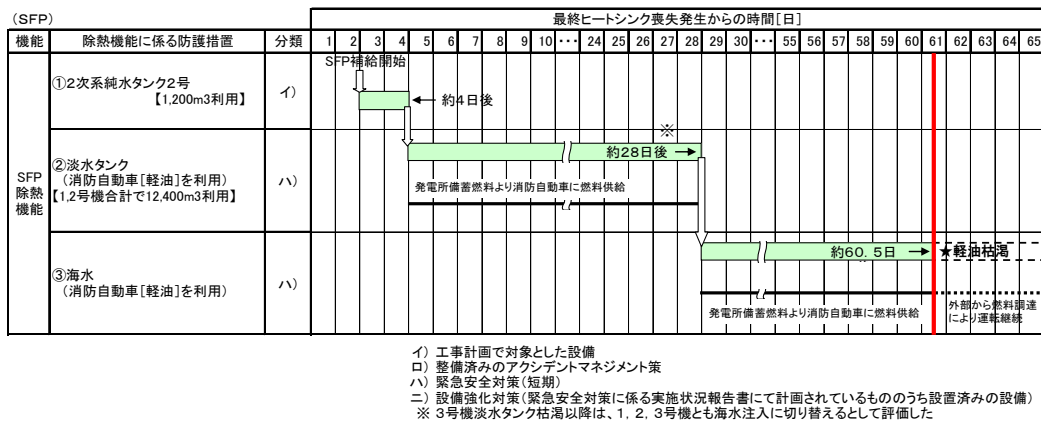 (SFP)
最終ヒートシンク喪失発生からの時間[日]
機能 除熱機能に係る防護措置 分類 1 2 3 4 5 6 7 8 9 10 ・・・ 24 25 26 27 28 29 30 ・・・ 55 56 57 58 59 60 61 62 63 64 65
SFP補給開始
①2次系純水タンク2号
【1,200m3利用】
イ)
← 約4日後
※
SFP
除熱
機能
②淡水タンク
(消防自動車[軽油]を利用)
【1,2号機合計で12,400m3利用】
ハ)
約28日後 →
発電所備蓄燃料より消防自動車に燃料供給
約60.5日 → ★軽油枯渇
③海水
(消防自動車[軽油]を利用)
ハ)
発電所備蓄燃料より消防自動車に燃料供給
外部から燃料調達
により運転継続
イ) 工事計画で対象とした設備
ロ) 整備済みのアクシデントマネジメント策
ハ) 緊急安全対策(短期)
ニ) 設備強化対策(緊急安全対策に係る実施状況報告書にて計画されているもののうち設置済みの設備)
※ 3号機淡水タンク枯渇以降は、1,2,3号機とも海水注入に切り替えるとして評価した